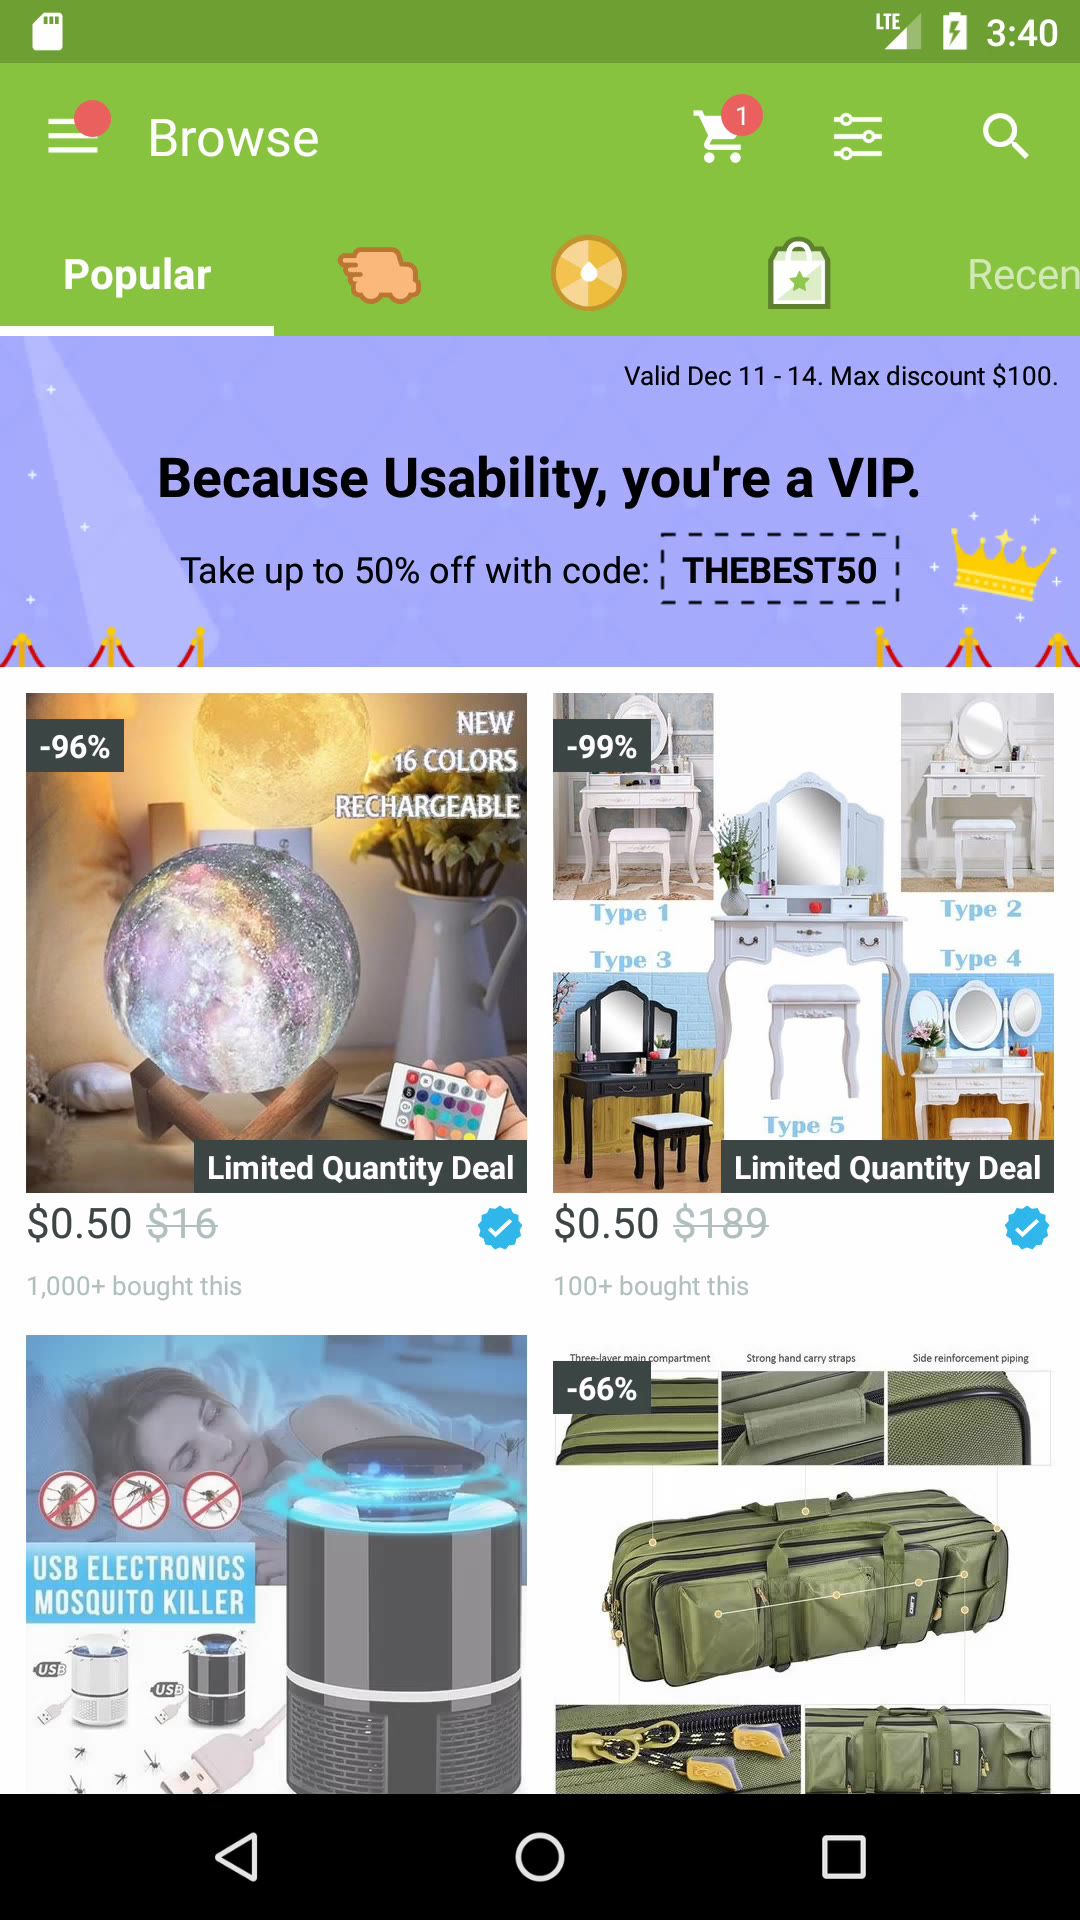 LTE 3:40
Browse
1
Popular
Recen
Valid Dec 11 - 14. Max discount $100.
Because Usability, you're a VIP.
Take up to 50% off with code: THEBEST50
-96%
NEW
16 COLORS
RECHARGEABLE
Limited Quantity Deal
$0.50 $16
1,000+ bought this
-99%
Type 1
Type 2
Type 3
Type 4
Type 5
Limited Quantity Deal
$0.50 $189
100+ bought this
USB ELECTRONICS
MOSQUITO KILLER
USB
USB
Three-layer main compartment
Strong hand carry straps
Side reinforcement piping
-66%